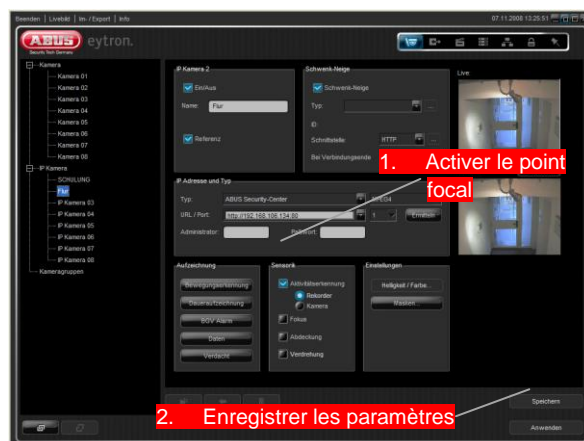 Beenden | Livebild | Im- / Export | Info
07.11.2008 13:25:51
ABUS
Security Tech Germany
eytron.
Kamera
Kamera 01
Kamera 02
Kamera 03
Kamera 04
Kamera 05
Kamera 06
Kamera 07
Kamera 08
IP Kamera
SCHULUNG
Flur
IP Kamera 03
IP Kamera 04
IP Kamera 05
IP Kamera 06
IP Kamera 07
IP Kamera 08
Kameragruppen
IP Kamera 2
Ein/Aus
Name: Flur
Referenz
Schwenk-Neige
Schwenk-Neige
Typ:
ID:
Schnittstelle: HTTP
Bei Verbindungsende
Live:
1. Activer le point
focal
IP Adresse und Typ
Typ: ABUS Security-Center MPEG4
URL / Port: http://192.168.106.134:80 1 Ermitteln
Administrator: Passwort:
Aufzeichnung
Bewegungserkennung
Daueraufzeichnung
BGV Alarm
Daten
Verdacht
Sensorik
Aktivitätserkennung
Rekorder
Kamera
Fokus
Abdeckung
Verdrehung
Einstellungen
Helligkeit / Farbe...
Masken...
2. Enregistrer les paramètres
Speichern
Anwenden